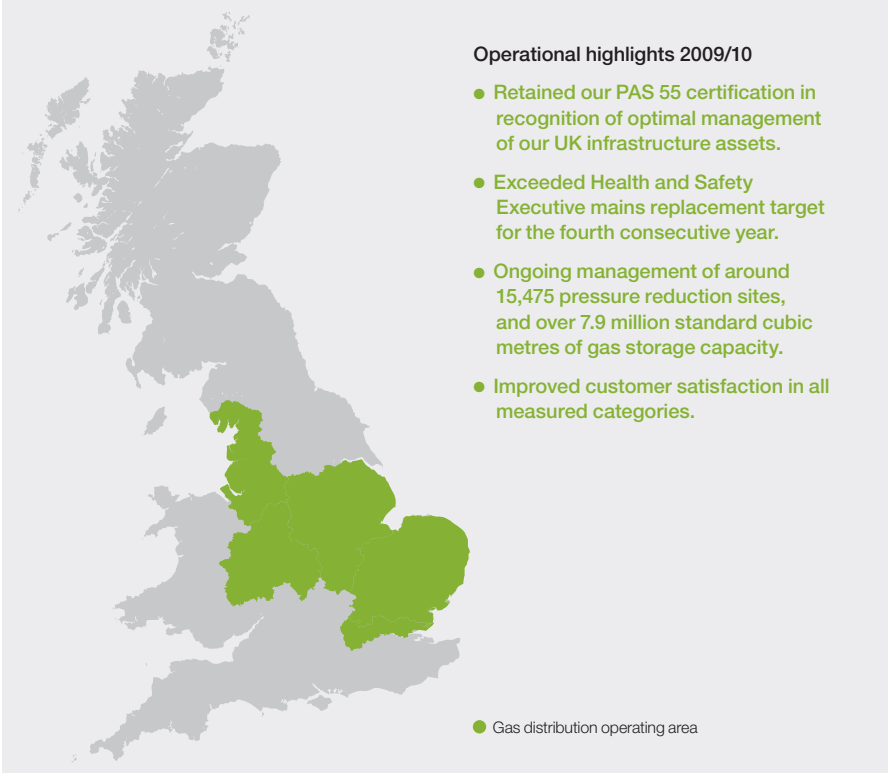 Operational highlights 2009/10
● Retained our PAS 55 certification in
recognition of optimal management
of our UK infrastructure assets.
● Exceeded Health and Safety
Executive mains replacement target
for the fourth consecutive year.
● Ongoing management of around
15,475 pressure reduction sites,
and over 7.9 million standard cubic
metres of gas storage capacity.
● Improved customer satisfaction in all
measured categories.
● Gas distribution operating area